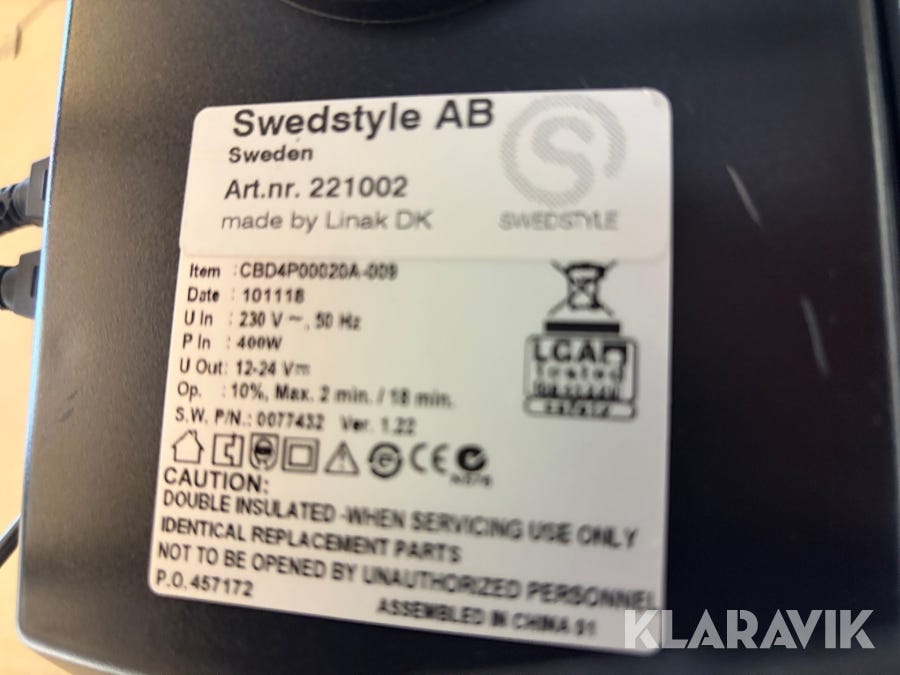 Swedstyle AB
Sweden
Art.nr. 221002
made by Linak DK
SWEDSTYLE
Item : CBD4P00020A-009
Date : 101118
U In : 230 V ~, 50 Hz
P In : 400W
U Out: 12-24 V
Op. : 10%, Max. 2 min. / 18 min.
S.W. P/N.: 0077432 Ver. 1.22
LGA
tested
CAUTION:
DOUBLE INSULATED -WHEN SERVICING USE ONLY
IDENTICAL REPLACEMENT PARTS
NOT TO BE OPENED BY UNAUTHORIZED PERSONNEL
P.O. 457172
ASSEMBLED IN CHINA 01
KLARAVIK